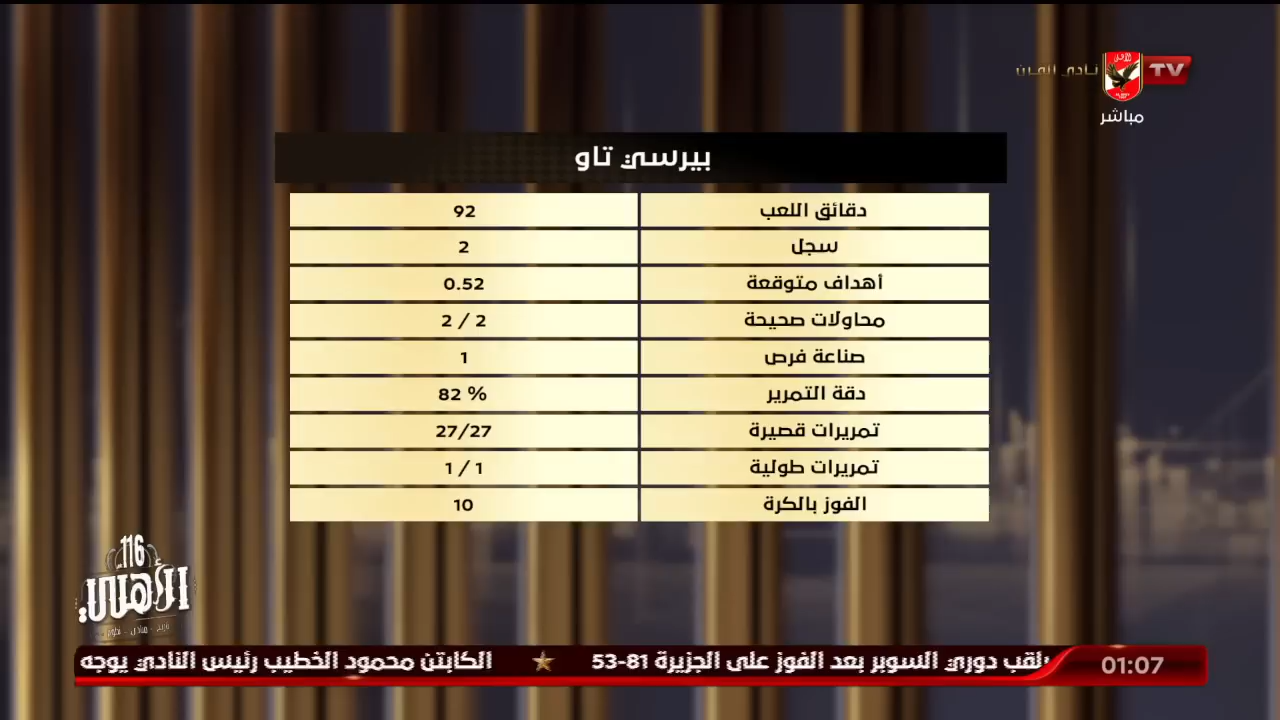 نادي القرن
TV
مباشر
بيرسي تاو
دقائق اللعب 92
سجل 2
أهداف متوقعة 0.52
محاولات صحيحة 2 / 2
صناعة فرص 1
دقة التمرير 82 %
تمريرات قصيرة 27/27
تمريرات طولية 1 / 1
الفوز بالكرة 10
116
الأهلي
01:07 بلقب دوري السوبر بعد الفوز على الجزيرة 81-53 ★ الكابتن محمود الخطيب رئيس النادي يوجه